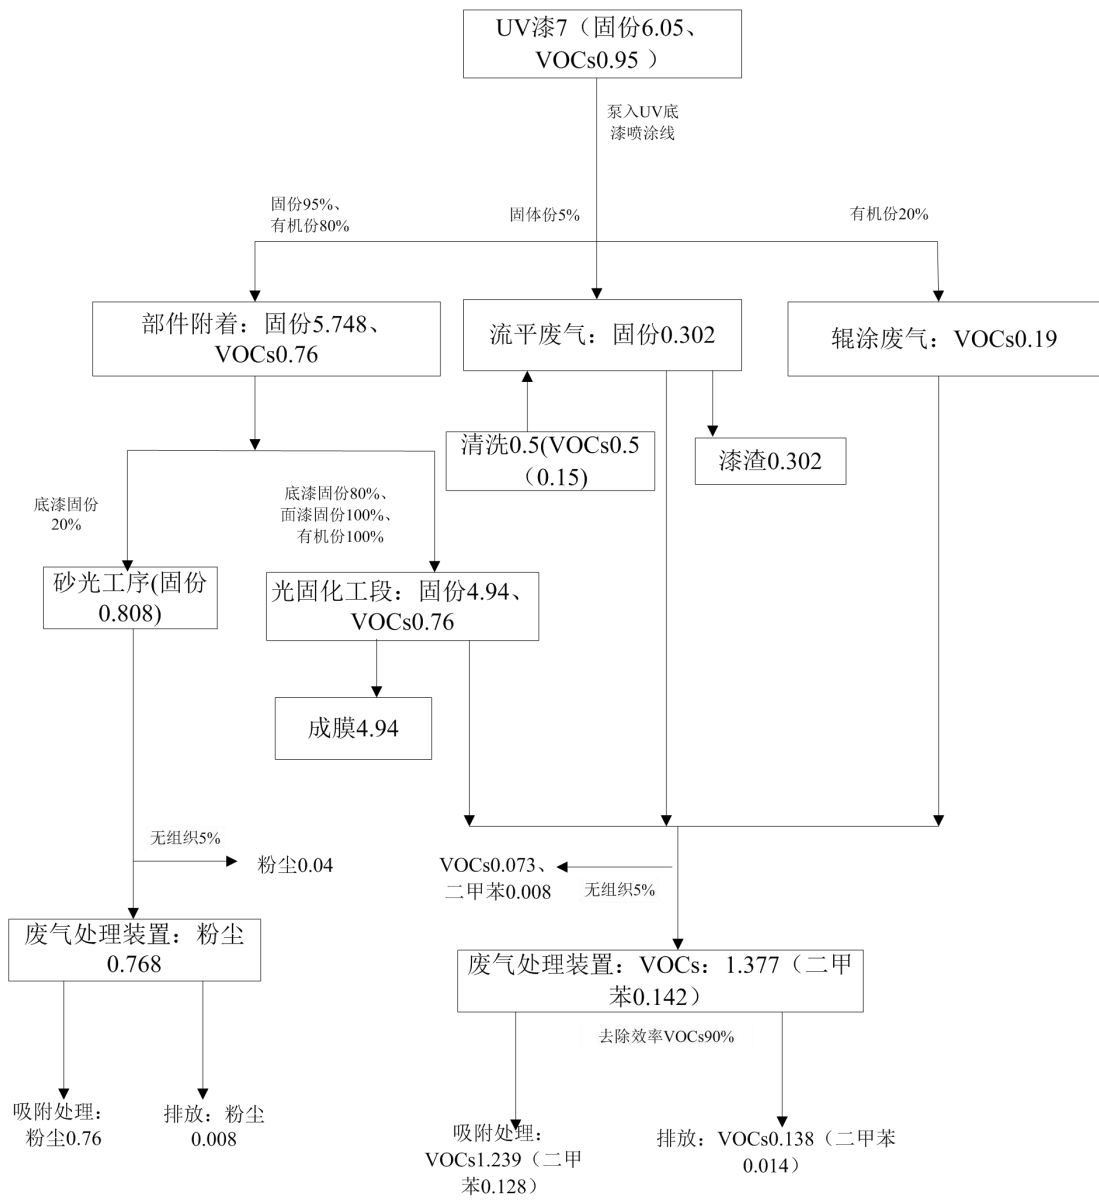 UV漆7（固份6.05、
VOCs0.95 ）
泵入UV底
漆喷涂线
固份95%、
有机份80%
固体份5%
有机份20%
部件附着：固份5.748、
VOCs0.76
流平废气：固份0.302
辊涂废气：VOCs0.19
清洗0.5(VOCs0.5
（0.15)
漆渣0.302
底漆固份
20%
底漆固份80%、
面漆固份100%、
有机份100%
砂光工序(固份
0.808)
光固化工段：固份4.94、
VOCs0.76
成膜4.94
无组织5%
粉尘0.04
VOCs0.073、
二甲苯0.008
无组织5%
废气处理装置：粉尘
0.768
废气处理装置：VOCs：1.377（二甲
苯0.142）
去除效率VOCs90%
吸附处理：
粉尘0.76
排放：粉尘
0.008
吸附处理：
VOCs1.239（二甲
苯0.128）
排放：VOCs0.138（二甲苯
0.014）